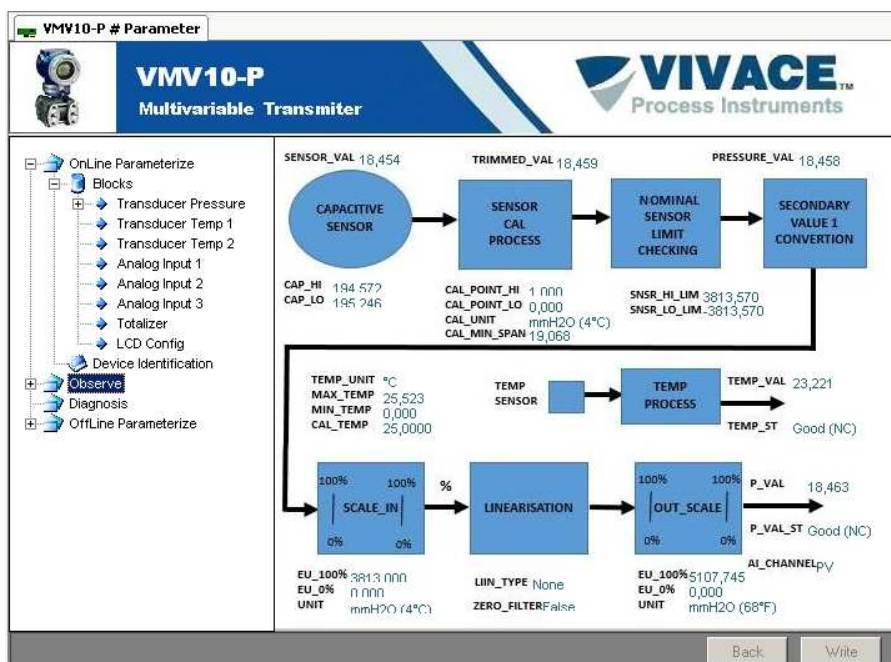 VMV10-P # Parameter
VMV10-P
Multivariable Transmiter
VIVACE TM
Process Instruments
OnLine Parameterize
Blocks
Transducer Pressure
Transducer Temp 1
Transducer Temp 2
Analog Input 1
Analog Input 2
Analog Input 3
Totalizer
LCD Config
Device Identification
Observe
Diagnosis
OffLine Parameterize
SENSOR_VAL 18,454
TRIMMED_VAL 18,459
PRESSURE_VAL 18,458
CAPACITIVE
SENSOR
SENSOR
CAL
PROCESS
NOMINAL
SENSOR
LIMIT
CHECKING
SECONDARY
VALUE 1
CONVERTION
CAP_HI 194,572
CAP_LO 195,246
CAL_POINT_HI 1,000
CAL_POINT_LO 0,000
CAL_UNIT mmH2O (4°C)
CAL_MIN_SPAN 19,068
SNSR_HI_LIM 3813,570
SNSR_LO_LIM -3813,570
TEMP_UNIT °C
MAX_TEMP 25,523
MIN_TEMP 0,000
CAL_TEMP 25,0000
TEMP
SENSOR
TEMP
PROCESS
TEMP_VAL 23,221
TEMP_ST Good (NC)
100% 100%
SCALE_IN
0% 0%
%
LINEARISATION
100% 100%
OUT_SCALE
0% 0%
P_VAL 18,463
P_VAL_ST Good (NC)
AI_CHANNEL PV
EU_100% 3813,000
EU_0% 0,000
UNIT mmH2O (4°C)
LIIN_TYPE None
ZERO_FILTER False
EU_100% 5107,745
EU_0% 0,000
UNIT mmH2O (68°F)
Back Write